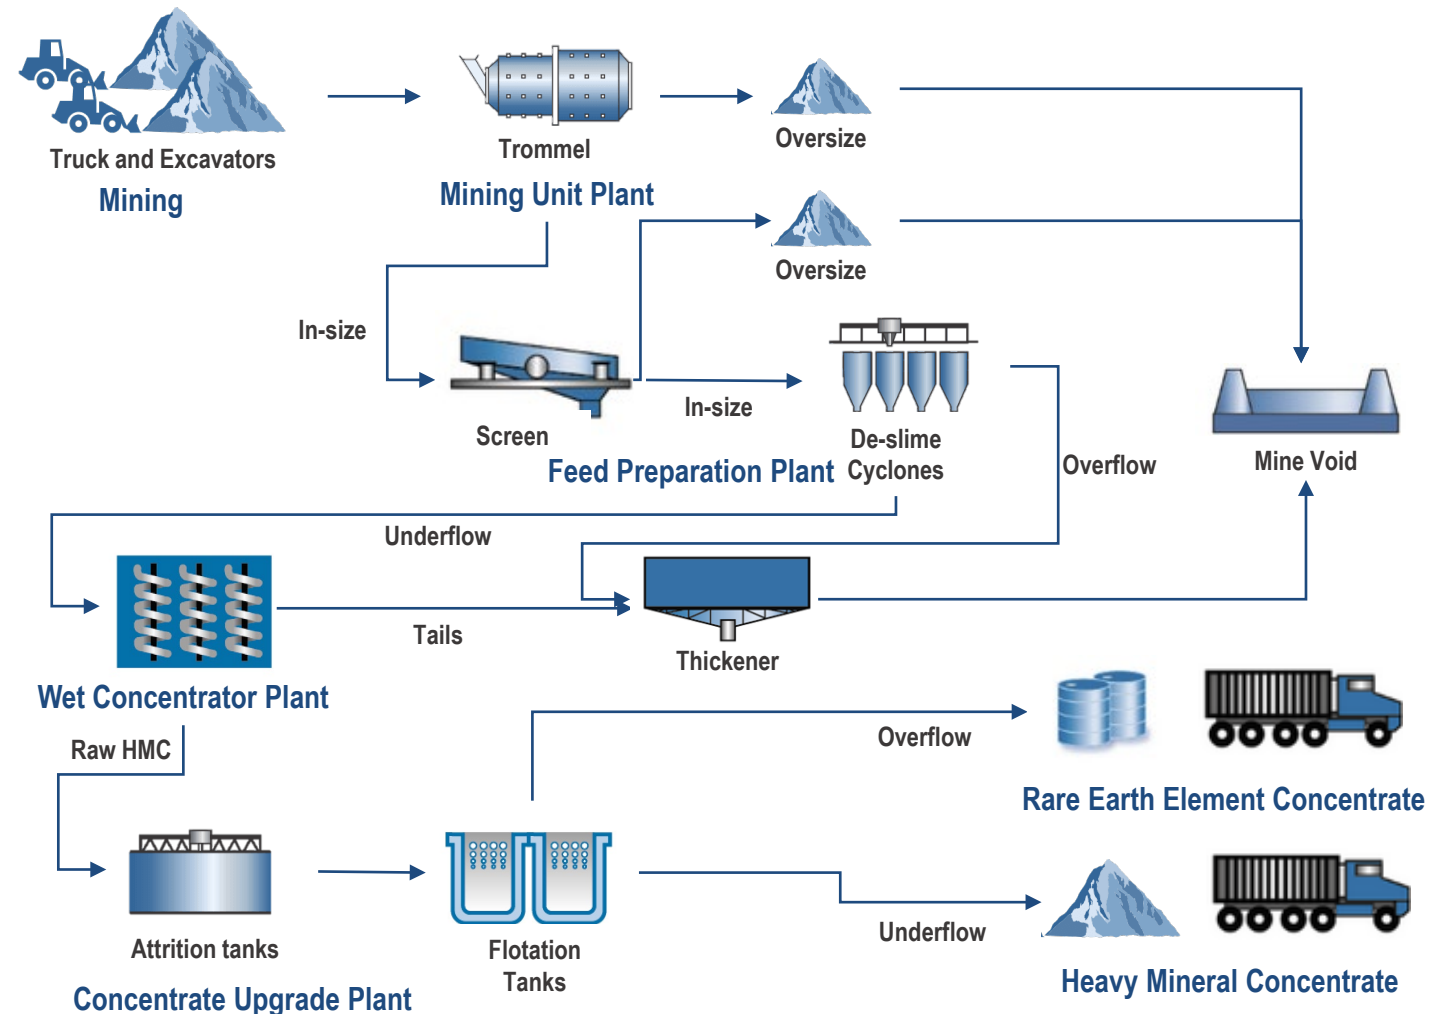 Truck and Excavators
Mining
Trommel
Mining Unit Plant
Oversize
Oversize
In-size
Screen
In-size
Feed Preparation Plant
De-slime
Cyclones
Overflow
Mine Void
Underflow
Tails
Thickener
Wet Concentrator Plant
Raw HMC
Overflow
Rare Earth Element Concentrate
Attrition tanks
Flotation
Tanks
Concentrate Upgrade Plant
Underflow
Heavy Mineral Concentrate